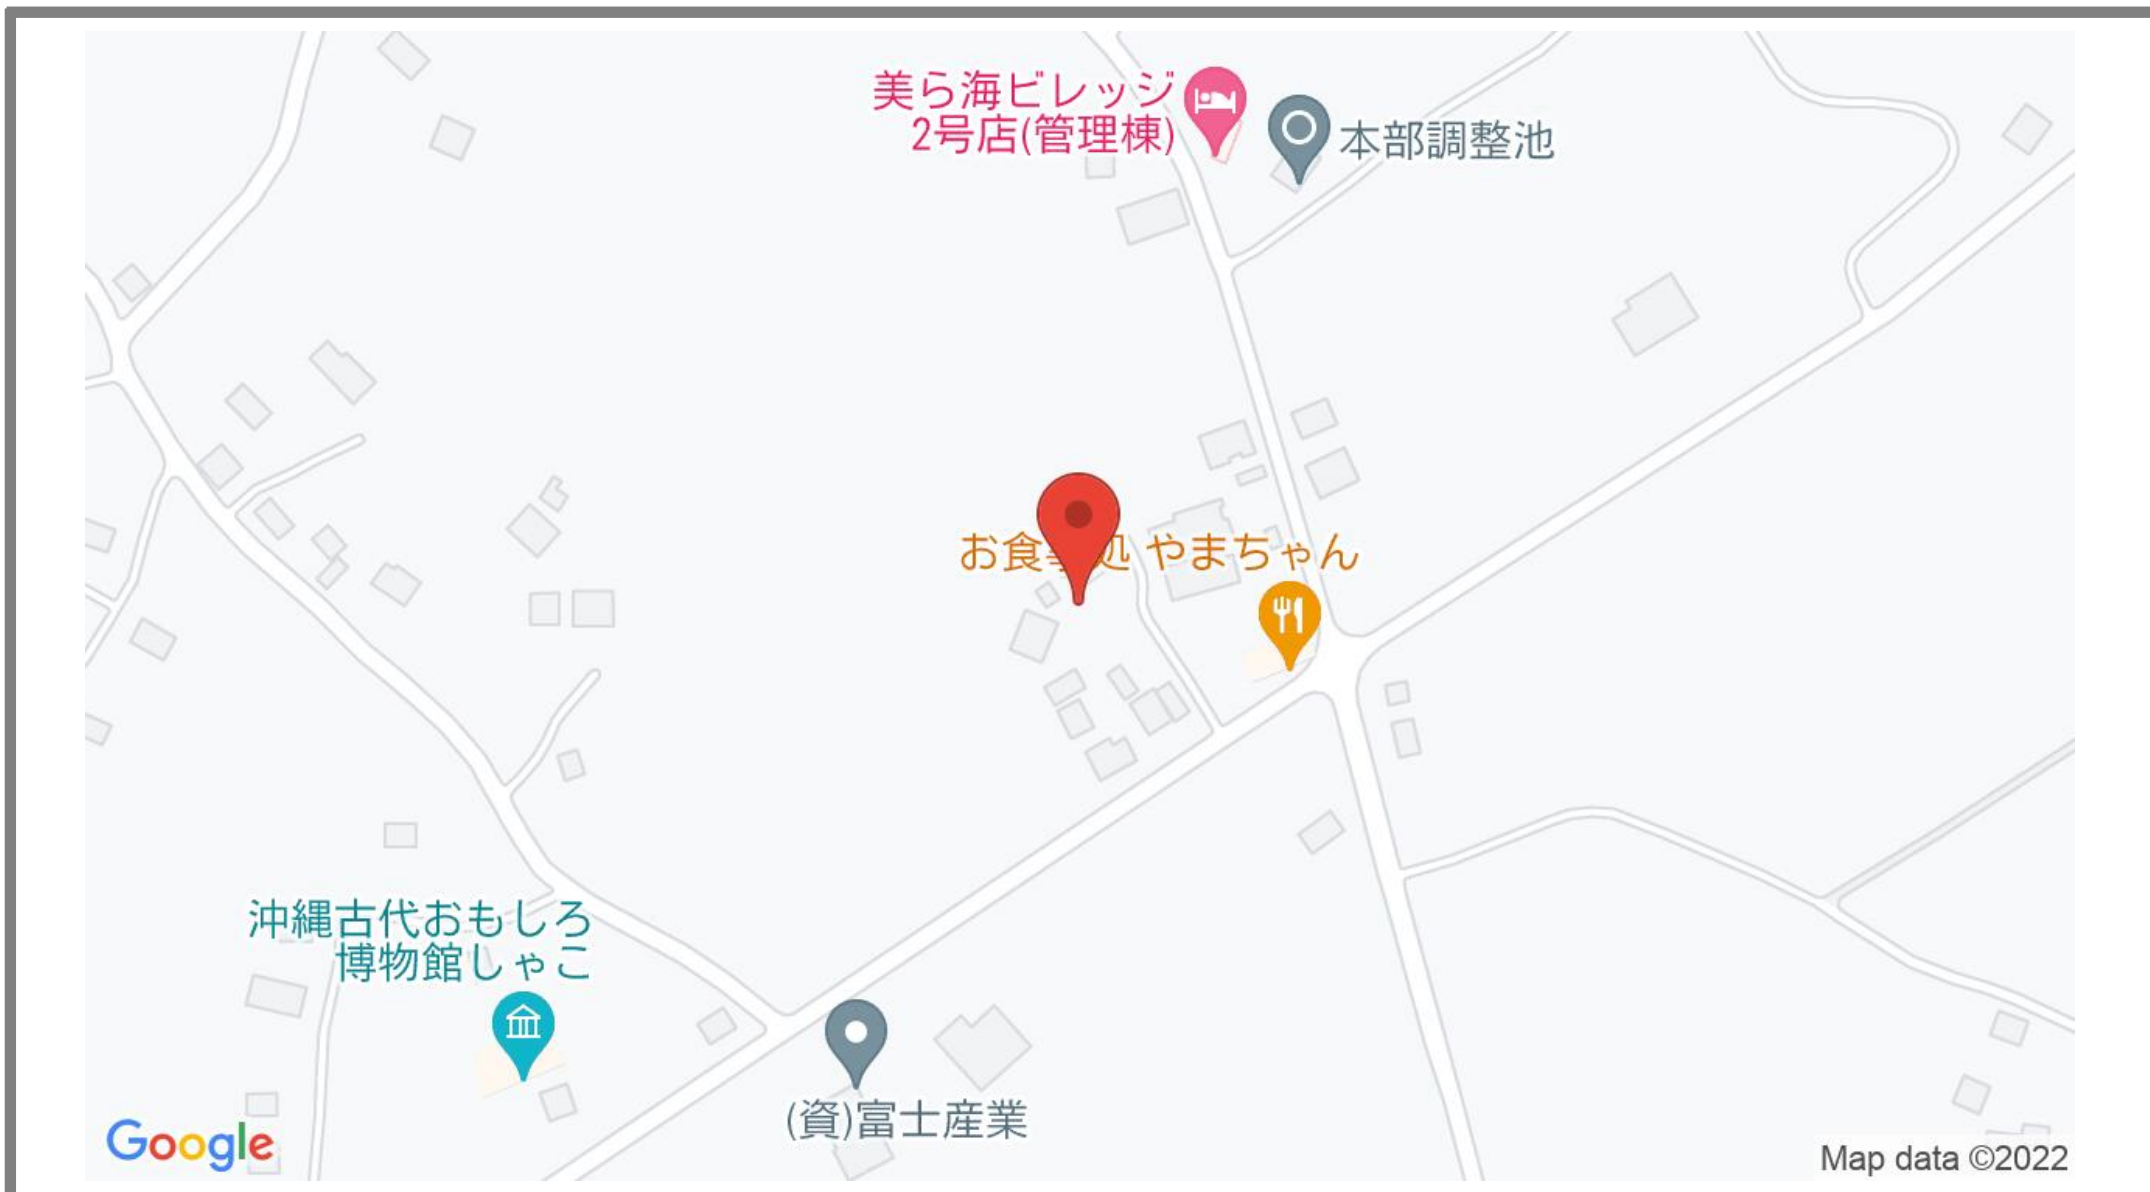 美ら海ビレッジ
2号店(管理棟)
本部調整池
お食事処 やまちゃん
沖縄古代おもしろ
博物館しゃこ
(資)富士産業
Google
Map data ©2022